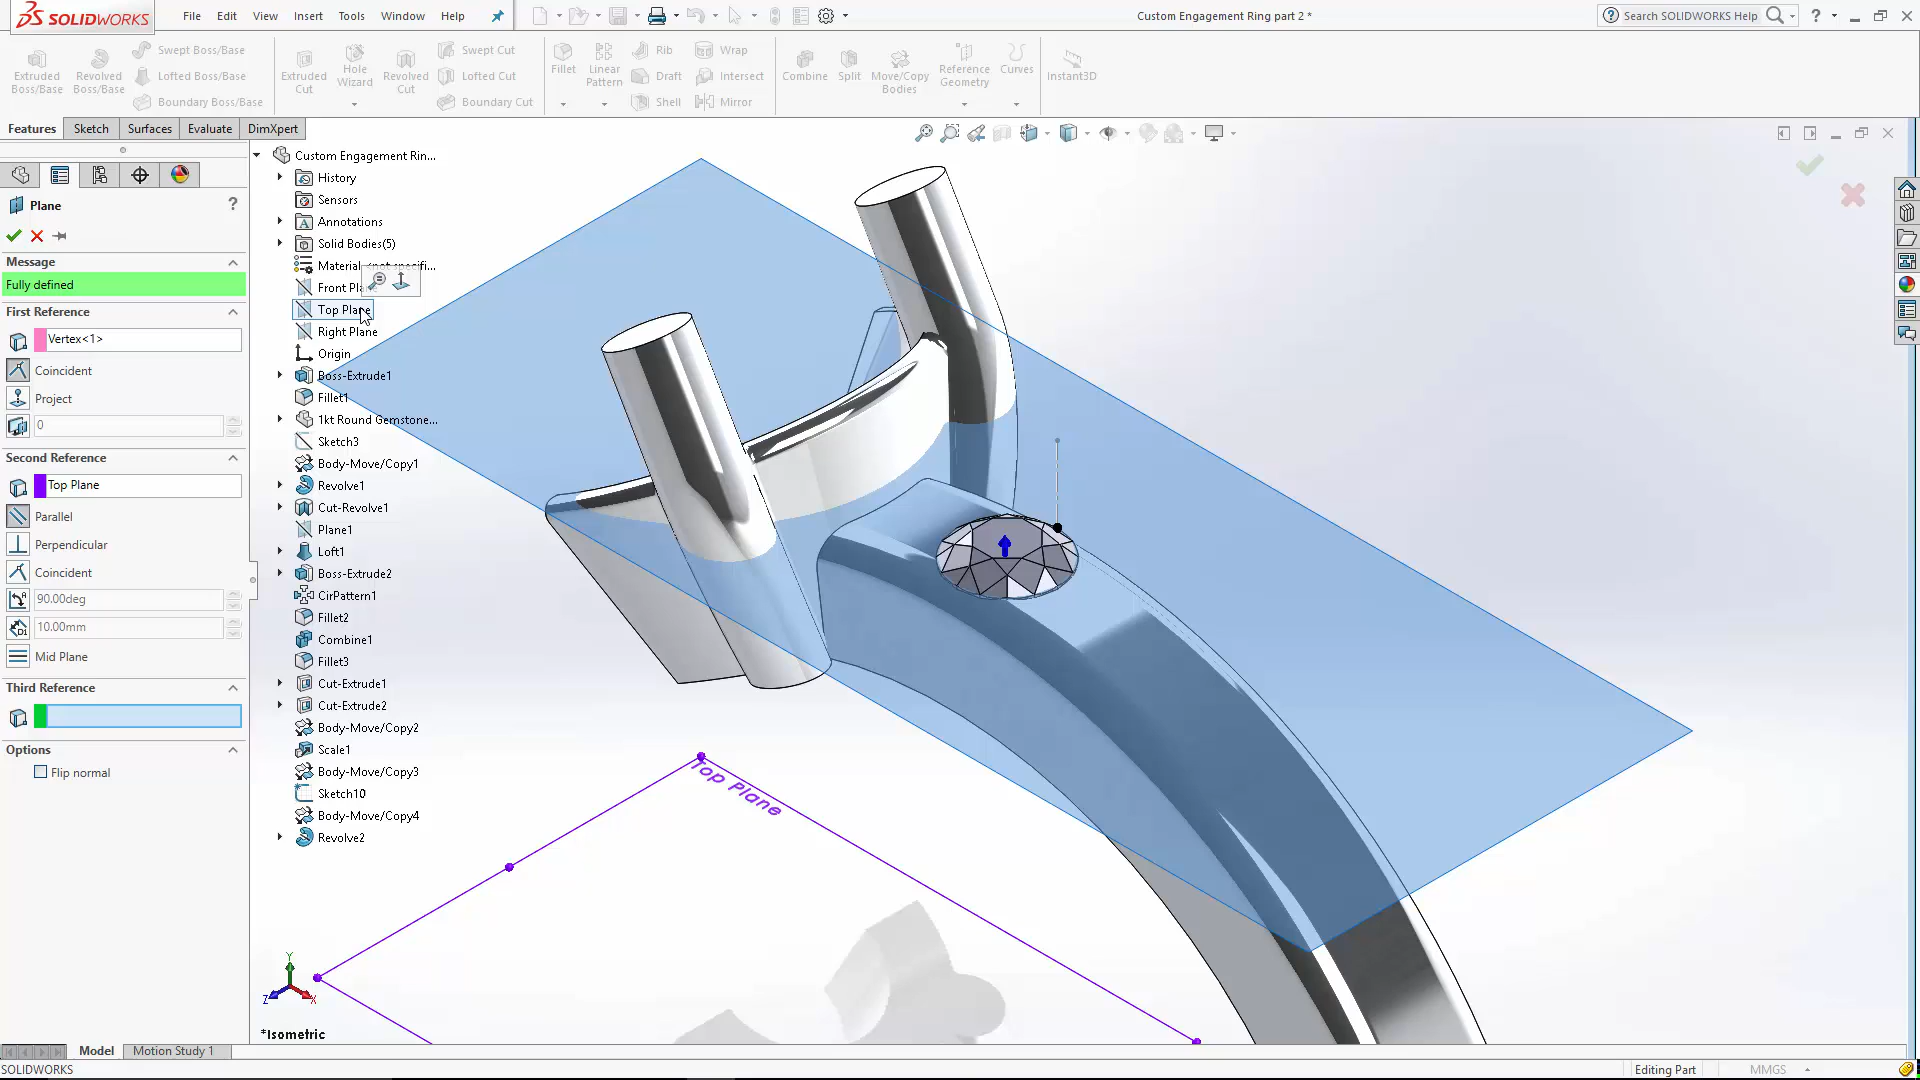 SOLIDWORKS
File Edit View Insert Tools Window Help
Custom Engagement Ring part 2 *
Search SOLIDWORKS Help
Extruded Boss/Base
Revolved Boss/Base
Swept Boss/Base
Lofted Boss/Base
Boundary Boss/Base
Extruded Cut
Hole Wizard
Revolved Cut
Swept Cut
Lofted Cut
Boundary Cut
Fillet
Linear Pattern
Rib
Draft
Shell
Wrap
Intersect
Mirror
Combine
Split
Move/Copy Bodies
Reference Geometry
Curves
Instant3D
Features Sketch Surfaces Evaluate DimXpert
Plane
?
Message
Fully defined
First Reference
Vertex<1>
Coincident
Project
0
Second Reference
Top Plane
Parallel
Perpendicular
Coincident
90.00deg
10.00mm
Mid Plane
Third Reference
Options
Flip normal
Custom Engagement Rin...
History
Sensors
Annotations
Solid Bodies(5)
Material <not specifi...
Front Pla
Top Plane
Right Plane
Origin
Boss-Extrude1
Fillet1
1kt Round Gemstone...
Sketch3
Body-Move/Copy1
Revolve1
Cut-Revolve1
Plane1
Loft1
Boss-Extrude2
CirPattern1
Fillet2
Combine1
Fillet3
Cut-Extrude1
Cut-Extrude2
Body-Move/Copy2
Scale1
Body-Move/Copy3
Sketch10
Body-Move/Copy4
Revolve2
Top Plane
Y
Z
X
*Isometric
Model Motion Study 1
SOLIDWORKS
Editing Part
MMGS